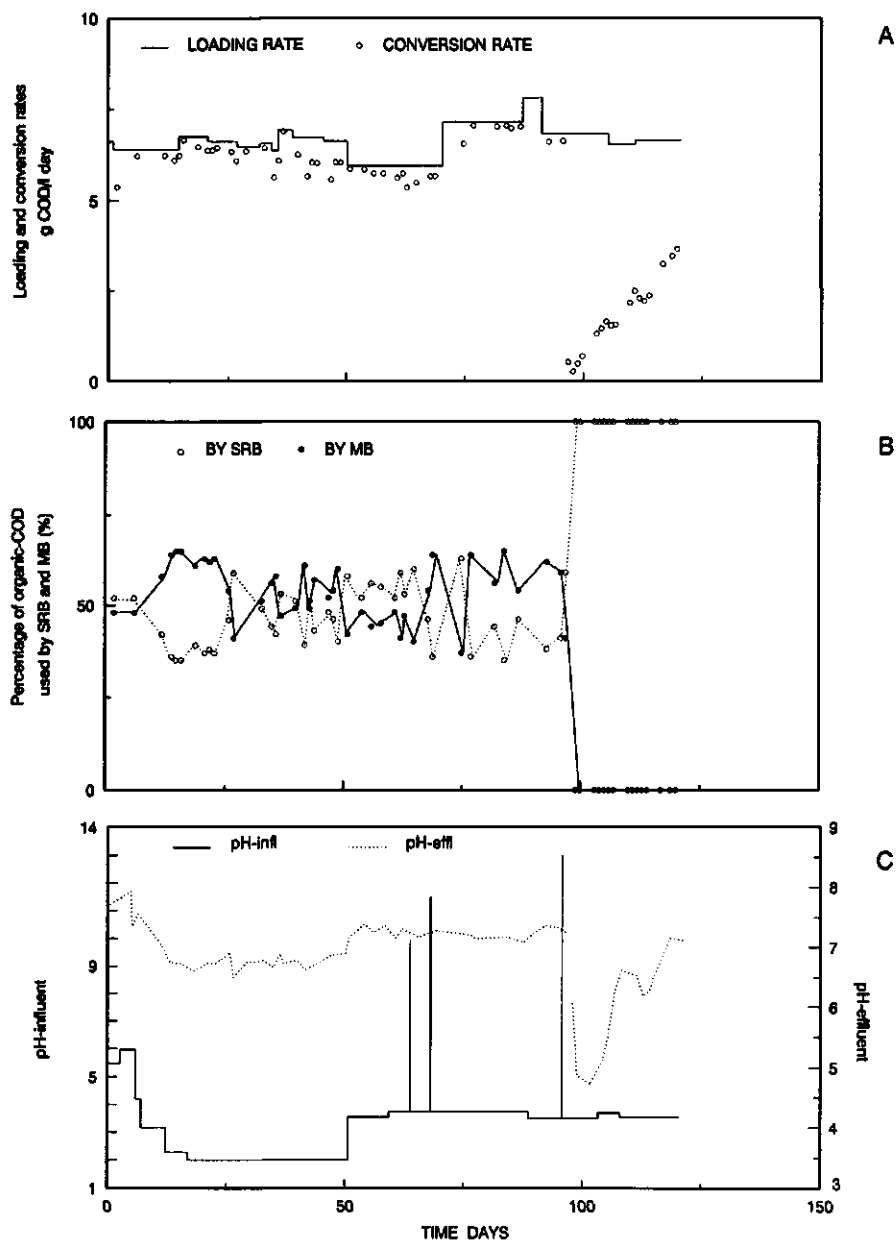 A
10
LOADING RATE CONVERSION RATE
5
0
Loading and conversion rates
g COD/l day
B
100
BY SRB BY MB
50
0
Percentage of organic-COD
used by SRB and MB (%)
C
14
pH-infl pH-effl
9
5
1
pH-influent
9
8
7
6
5
4
3
pH-effluent
0 50 100 150
TIME DAYS